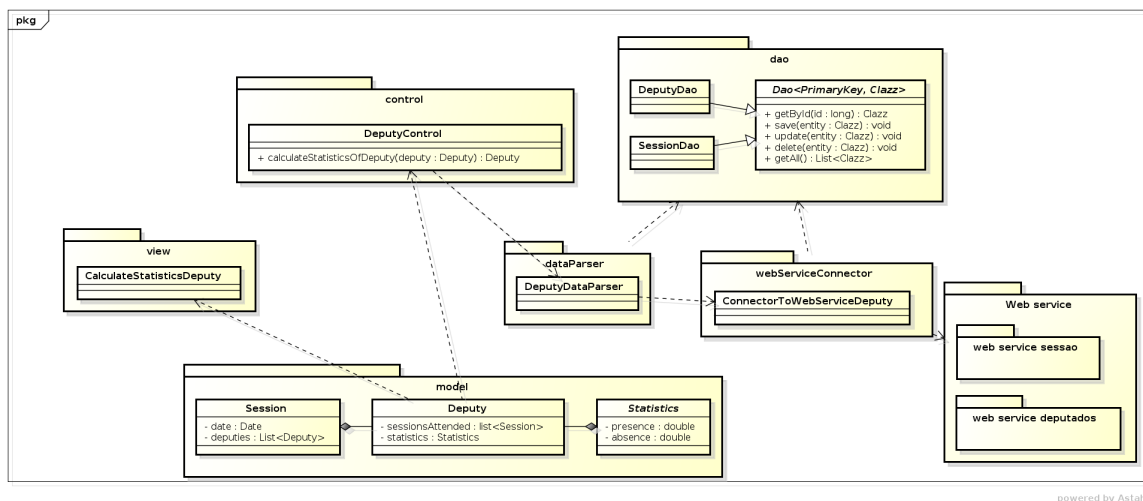 pkg
dao
DeputyDao
SessionDao
Dao<PrimaryKey, Clazz>
+ getById(id : long) : Clazz
+ save(entity : Clazz) : void
+ update(entity : Clazz) : void
+ delete(entity : Clazz) : void
+ getAll() : List<Clazz>
control
DeputyControl
+ calculateStatisticsOfDeputy(deputy : Deputy) : Deputy
view
CalculateStatisticsDeputy
dataParser
DeputyDataParser
webServiceConnector
ConnectorToWebServiceDeputy
Web service
web service sessao
web service deputados
model
Session
- date : Date
- deputies : List<Deputy>
Deputy
- sessionsAttended : list<Session>
- statistics : Statistics
Statistics
- presence : double
- absence : double
powered by Astah